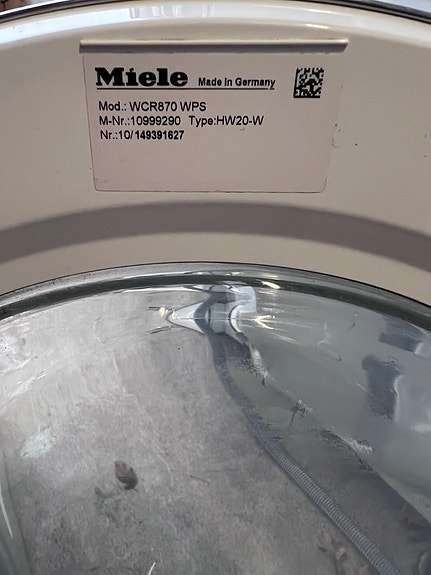 Miele Made In Germany
Mod.: WCR870 WPS
M-Nr.:10999290 Type:HW20-W
Nr.:10/149391627